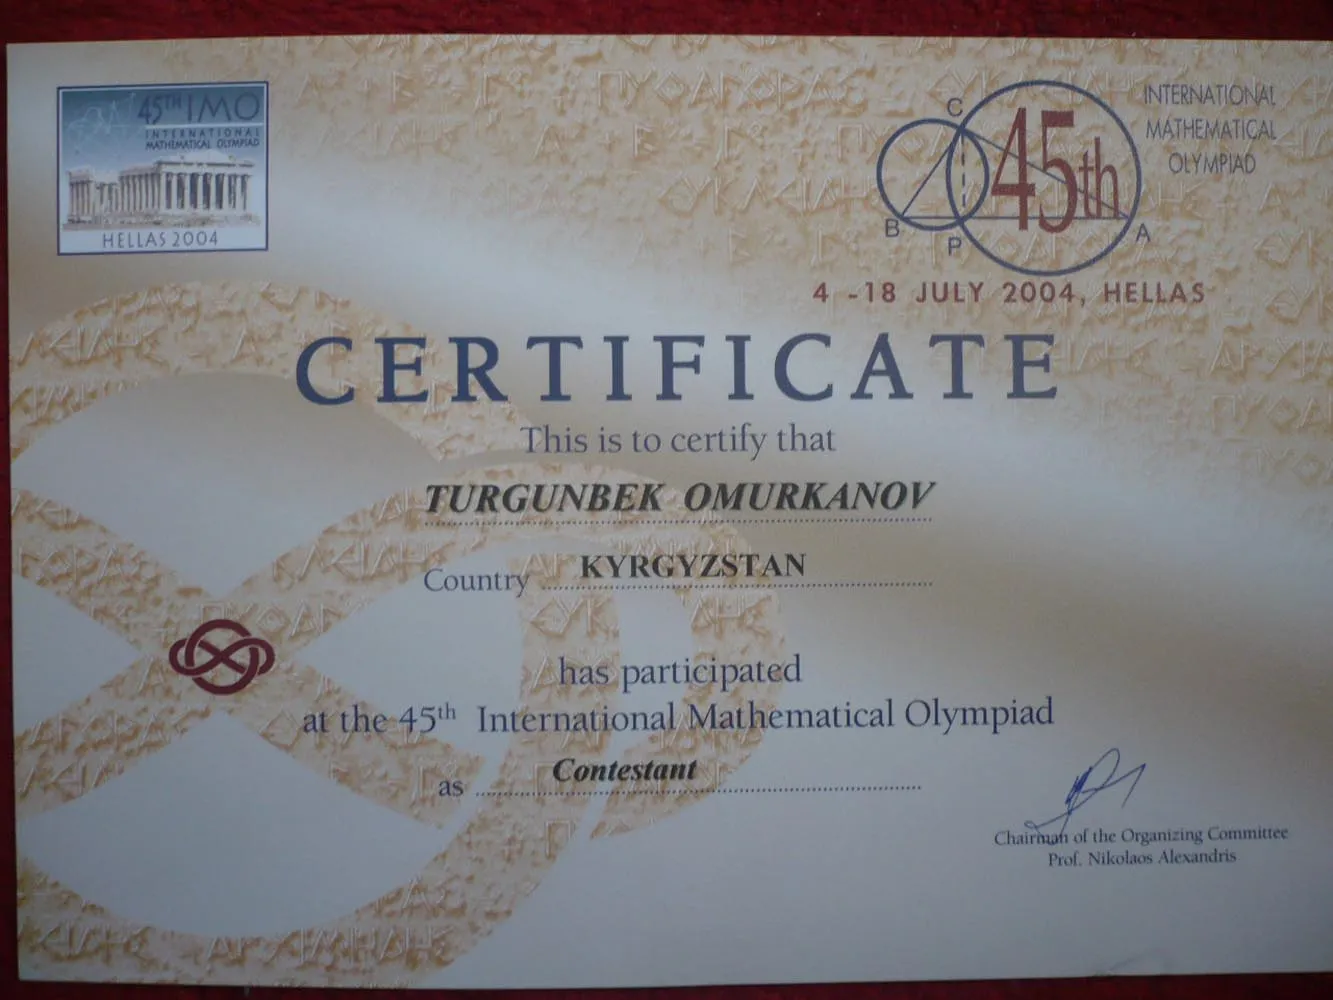 45TH IMO
INTERNATIONAL
MATHEMATICAL OLYMPIAD
HELLAS 2004
C
45th
B
P
A
INTERNATIONAL
MATHEMATICAL
OLYMPIAD
4 -18 JULY 2004, HELLAS
CERTIFICATE
This is to certify that
TURGUNBEK OMURKANOV
Country KYRGYZSTAN
has participated
at the 45th International Mathematical Olympiad
as Contestant
Chairman of the Organizing Committee
Prof. Nikolaos Alexandris